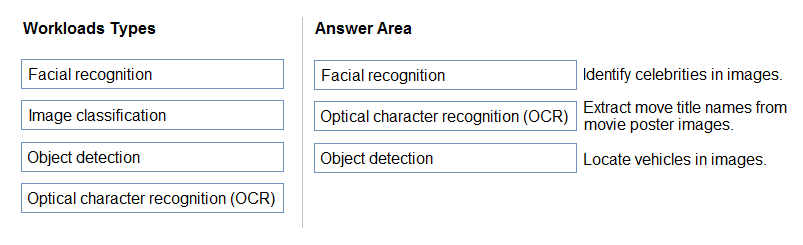 Workloads Types
Facial recognition
Image classification
Object detection
Optical character recognition (OCR)
Answer Area
Facial recognition
Identify celebrities in images.
Optical character recognition (OCR)
Extract move title names from
movie poster images.
Object detection
Locate vehicles in images.